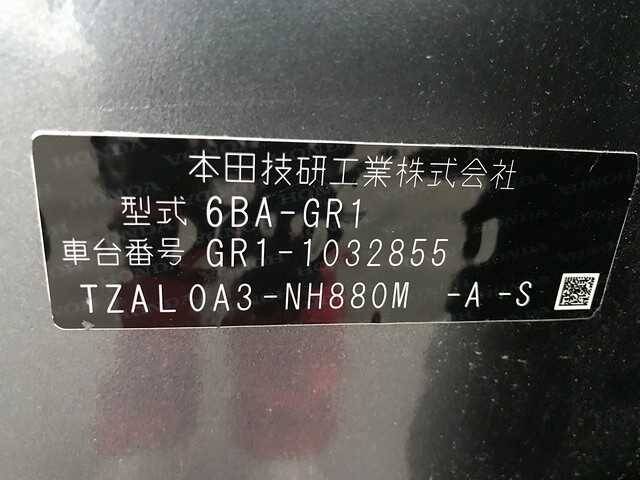 本田技研工業株式会社
型式 6BA-GR1
車台番号 GR1-1032855
TZAL0A3-NH880M -A -S